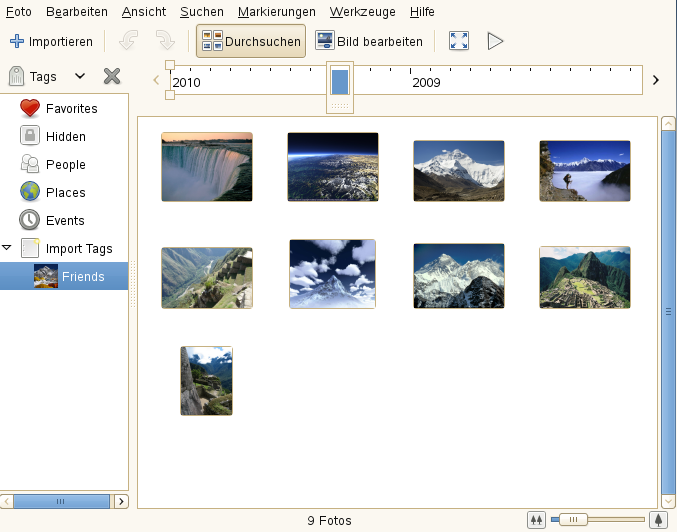 Foto Bearbeiten Ansicht Suchen Markierungen Werkzeuge Hilfe
Importieren Durchsuchen Bild bearbeiten
Tags
2010 2009
Favorites
Hidden
People
Places
Events
Import Tags
Friends
9 Fotos